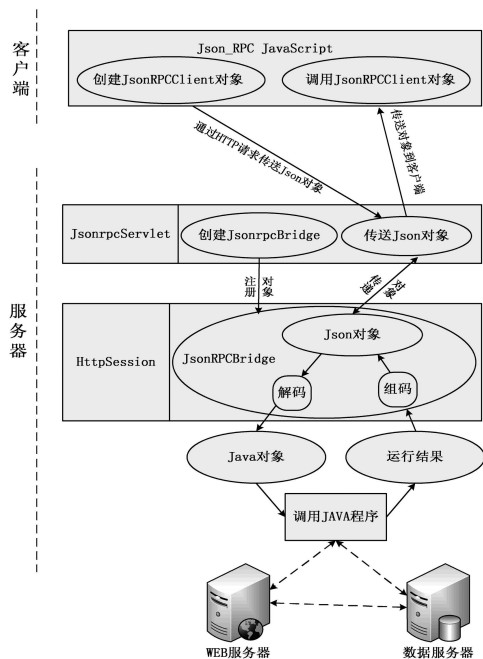 客户端
Json_RPC JavaScript
创建JsonRPCClient对象
调用JsonRPCClient对象
通过HTTP请求传送Json对象
传送对象到客户端
服务器
JsonrpcServlet
创建JsonrpcBridge
传送Json对象
注册
对象
传递
对象
HttpSession
JsonRPCBridge
Json对象
解码
组码
Java对象
运行结果
调用JAVA程序
WEB服务器
数据服务器